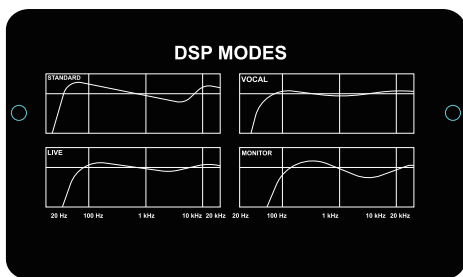 DSP MODES
STANDARD
VOCAL
LIVE
MONITOR
20 Hz 100 Hz 1 kHz 10 kHz 20 kHz 20 Hz 100 Hz 1 kHz 10 kHz 20 kHz